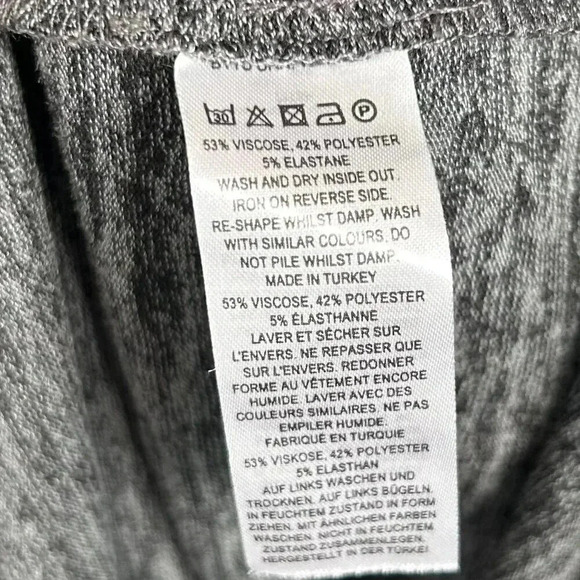 30 P
53% VISCOSE, 42% POLYESTER
5% ELASTANE
WASH AND DRY INSIDE OUT.
IRON ON REVERSE SIDE.
RE-SHAPE WHILST DAMP. WASH
WITH SIMILAR COLOURS. DO
NOT PILE WHILST DAMP.
MADE IN TURKEY
53% VISCOSE, 42% POLYESTER
5% ÉLASTHANNE
LAVER ET SÉCHER SUR
L'ENVERS. NE REPASSER QUE
SUR L'ENVERS. REDONNER
FORME AU VÊTEMENT ENCORE
HUMIDE. LAVER AVEC DES
COULEURS SIMILAIRES. NE PAS
EMPILER HUMIDE.
FABRIQUÉ EN TURQUIE
53% VISKOSE, 42% POLYESTER
5% ELASTHAN
AUF LINKS WASCHEN UND
TROCKNEN. AUF LINKS BÜGELN.
IN FEUCHTEM ZUSTAND IN FORM
ZIEHEN. MIT ÄHNLICHEN FARBEN
WASCHEN. NICHT IN FEUCHTEM
ZUSTAND ZUSAMMENLEGEN.
HERGESTELLT IN DER TÜRKEI